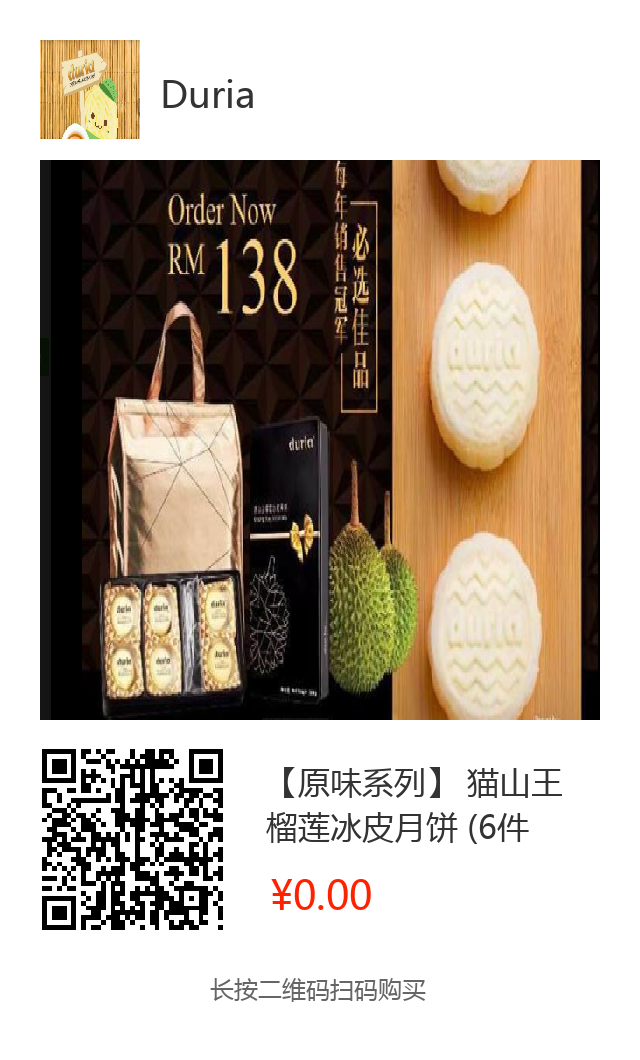 duria
Duria
Order Now
RM 138
每年销售冠军
必选佳品
duria
duria
duria
duria
duria
duria
duria
【原味系列】 猫山王
榴莲冰皮月饼 (6件
¥0.00
长按二维码扫码购买